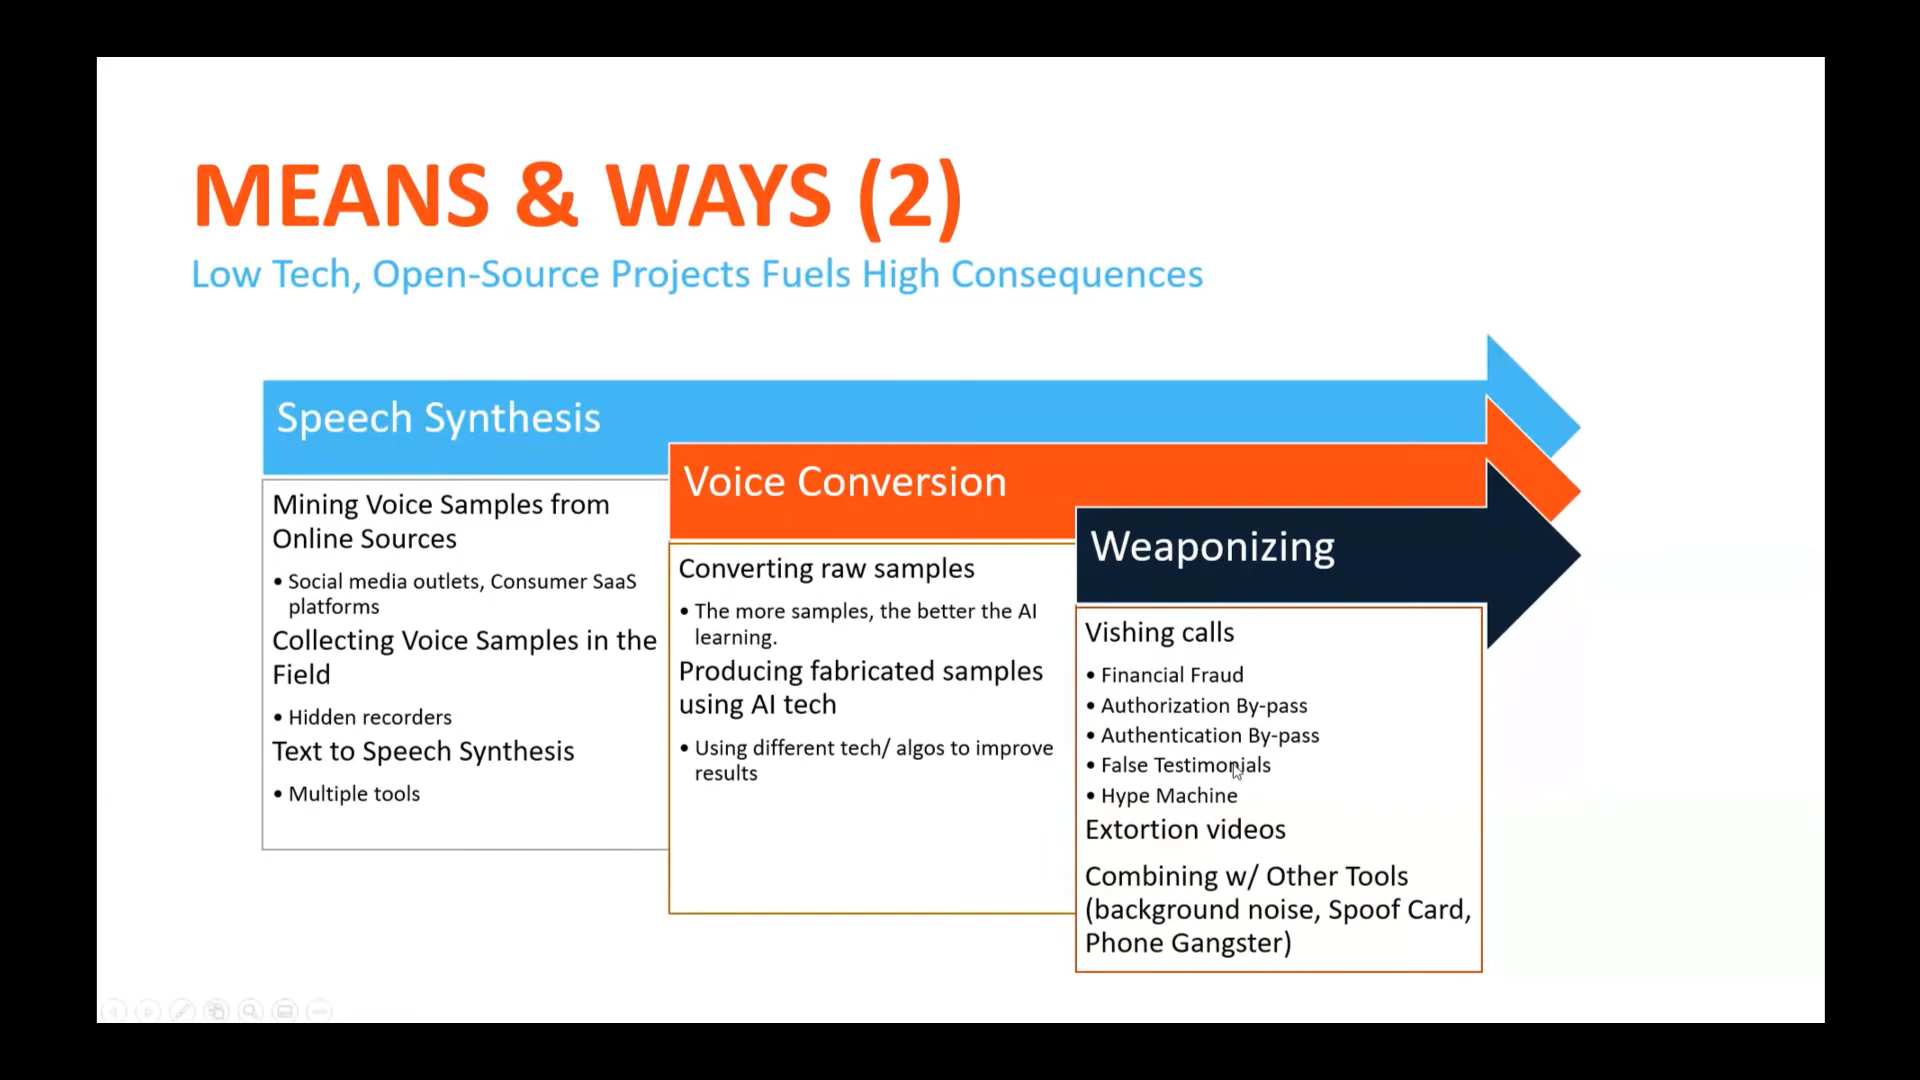 MEANS & WAYS (2)
Low Tech, Open-Source Projects Fuels High Consequences
Speech Synthesis
Mining Voice Samples from
Online Sources
• Social media outlets, Consumer SaaS
platforms
Collecting Voice Samples in the
Field
• Hidden recorders
Text to Speech Synthesis
• Multiple tools
Voice Conversion
Converting raw samples
• The more samples, the better the AI
learning.
Producing fabricated samples
using AI tech
• Using different tech/ algos to improve
results
Weaponizing
Vishing calls
• Financial Fraud
• Authorization By-pass
• Authentication By-pass
• False Testimonials
• Hype Machine
Extortion videos
Combining w/ Other Tools
(background noise, Spoof Card,
Phone Gangster)